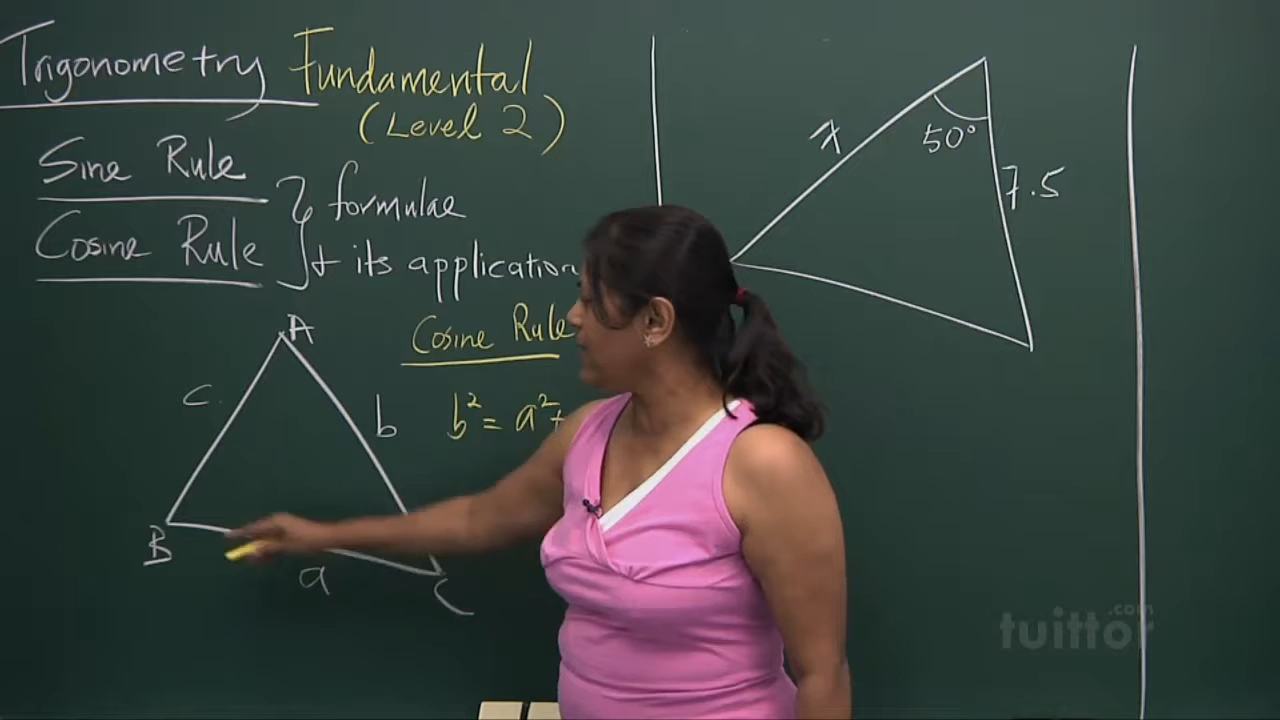 Trigonometry Fundamental
(Level 2)
Sine Rule
Cosine Rule
formulae
+ its application
Cosine Rule
b² = a² +
A
c
b
B
a
C
50°
7.5
tuittor.com